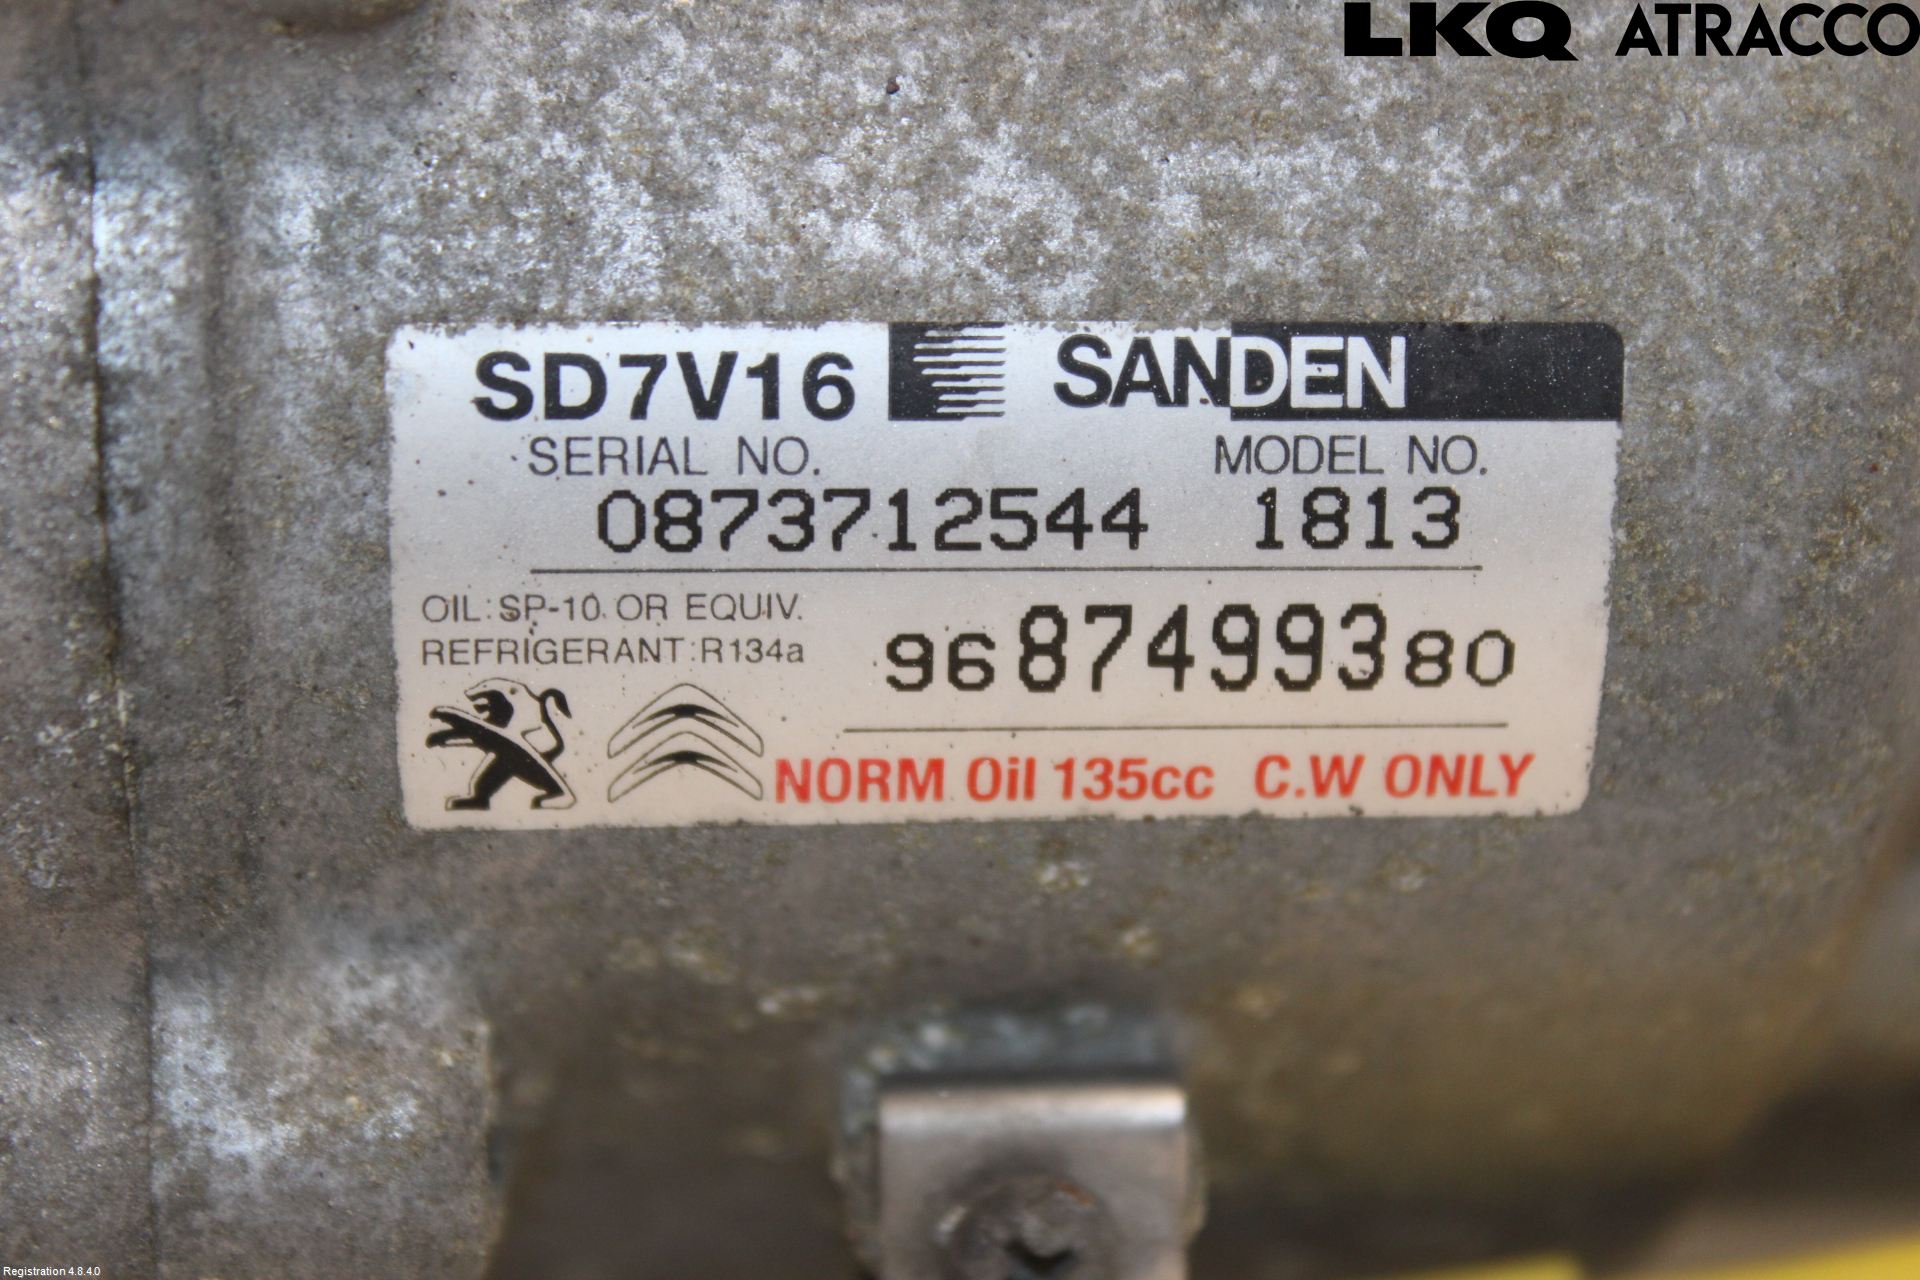 LKQ ATRACCO
SD7V16 SANDEN
SERIAL NO. MODEL NO.
0873712544 1813
OIL:SP-10 OR EQUIV.
REFRIGERANT:R134a
9687499380
NORM Oil 135cc C.W ONLY
Registration 4.8.4.0